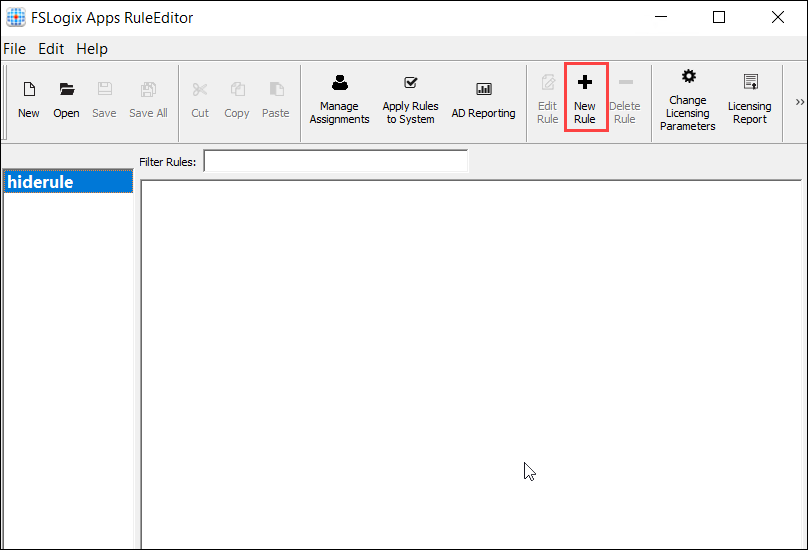 FSLogix Apps RuleEditor
File Edit Help
New Open Save Save All Cut Copy Paste Manage Assignments Apply Rules to System AD Reporting Edit Rule New Rule Delete Rule Change Licensing Parameters Licensing Report »
Filter Rules:
hiderule